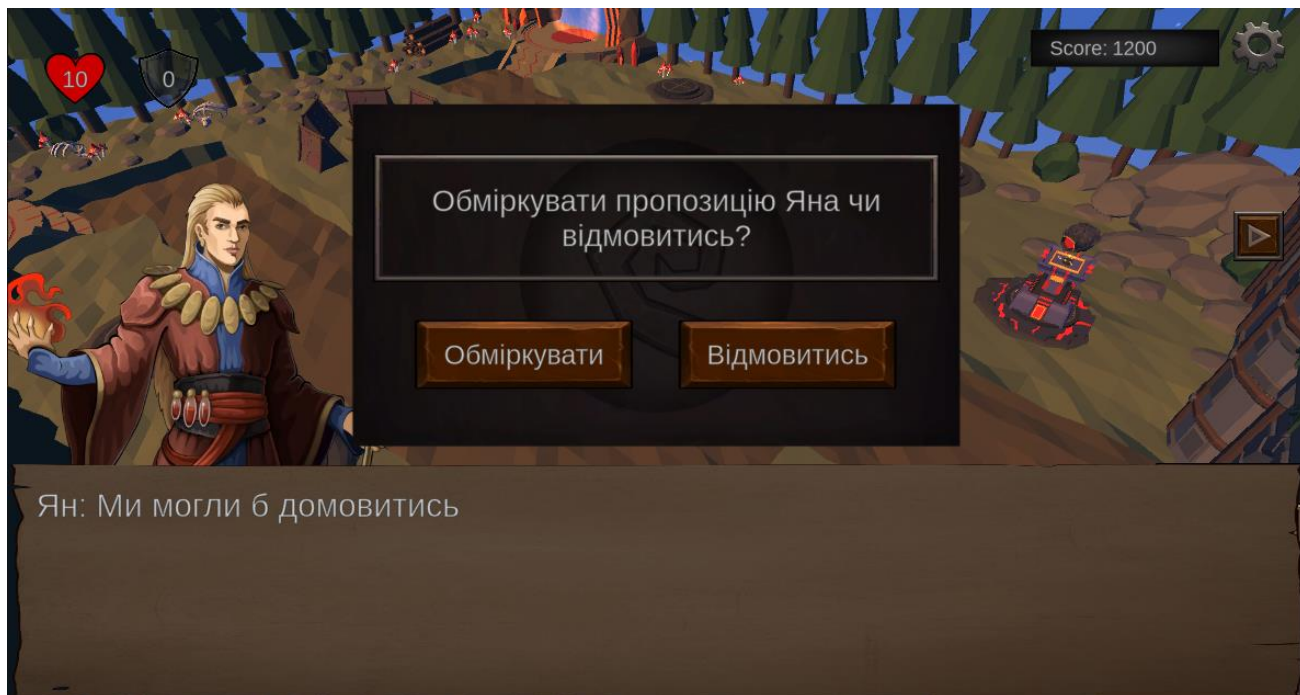 10
0
Score: 1200
Обміркувати пропозицію Яна чи
відмовитись?
Обміркувати
Відмовитись
Ян: Ми могли б домовитись